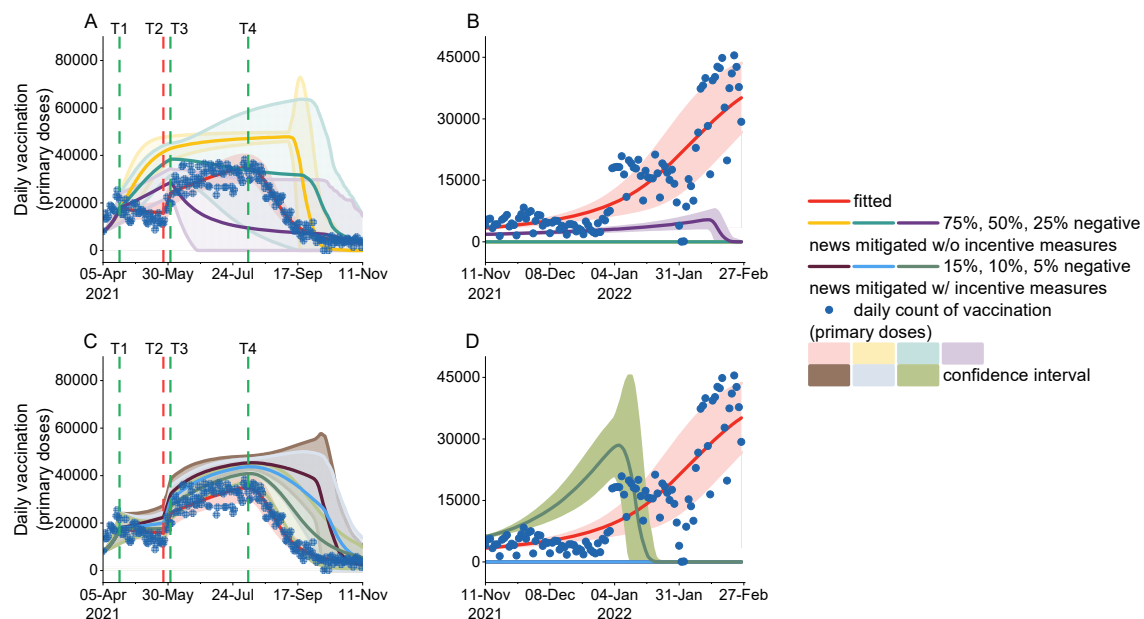 A
T1 T2 T3 T4
Daily vaccination
(primary doses)
80000
60000
40000
20000
0
05-Apr 30-May 24-Jul 17-Sep 11-Nov
2021
B
45000
30000
15000
0
11-Nov 08-Dec 04-Jan 31-Jan 27-Feb
2021 2022
C
T1 T2 T3 T4
Daily vaccination
(primary doses)
80000
60000
40000
20000
0
05-Apr 30-May 24-Jul 17-Sep 11-Nov
2021
D
45000
30000
15000
0
11-Nov 08-Dec 04-Jan 31-Jan 27-Feb
2021 2022
fitted
75%, 50%, 25% negative
news mitigated w/o incentive measures
15%, 10%, 5% negative
news mitigated w/ incentive measures
daily count of vaccination
(primary doses)
confidence interval